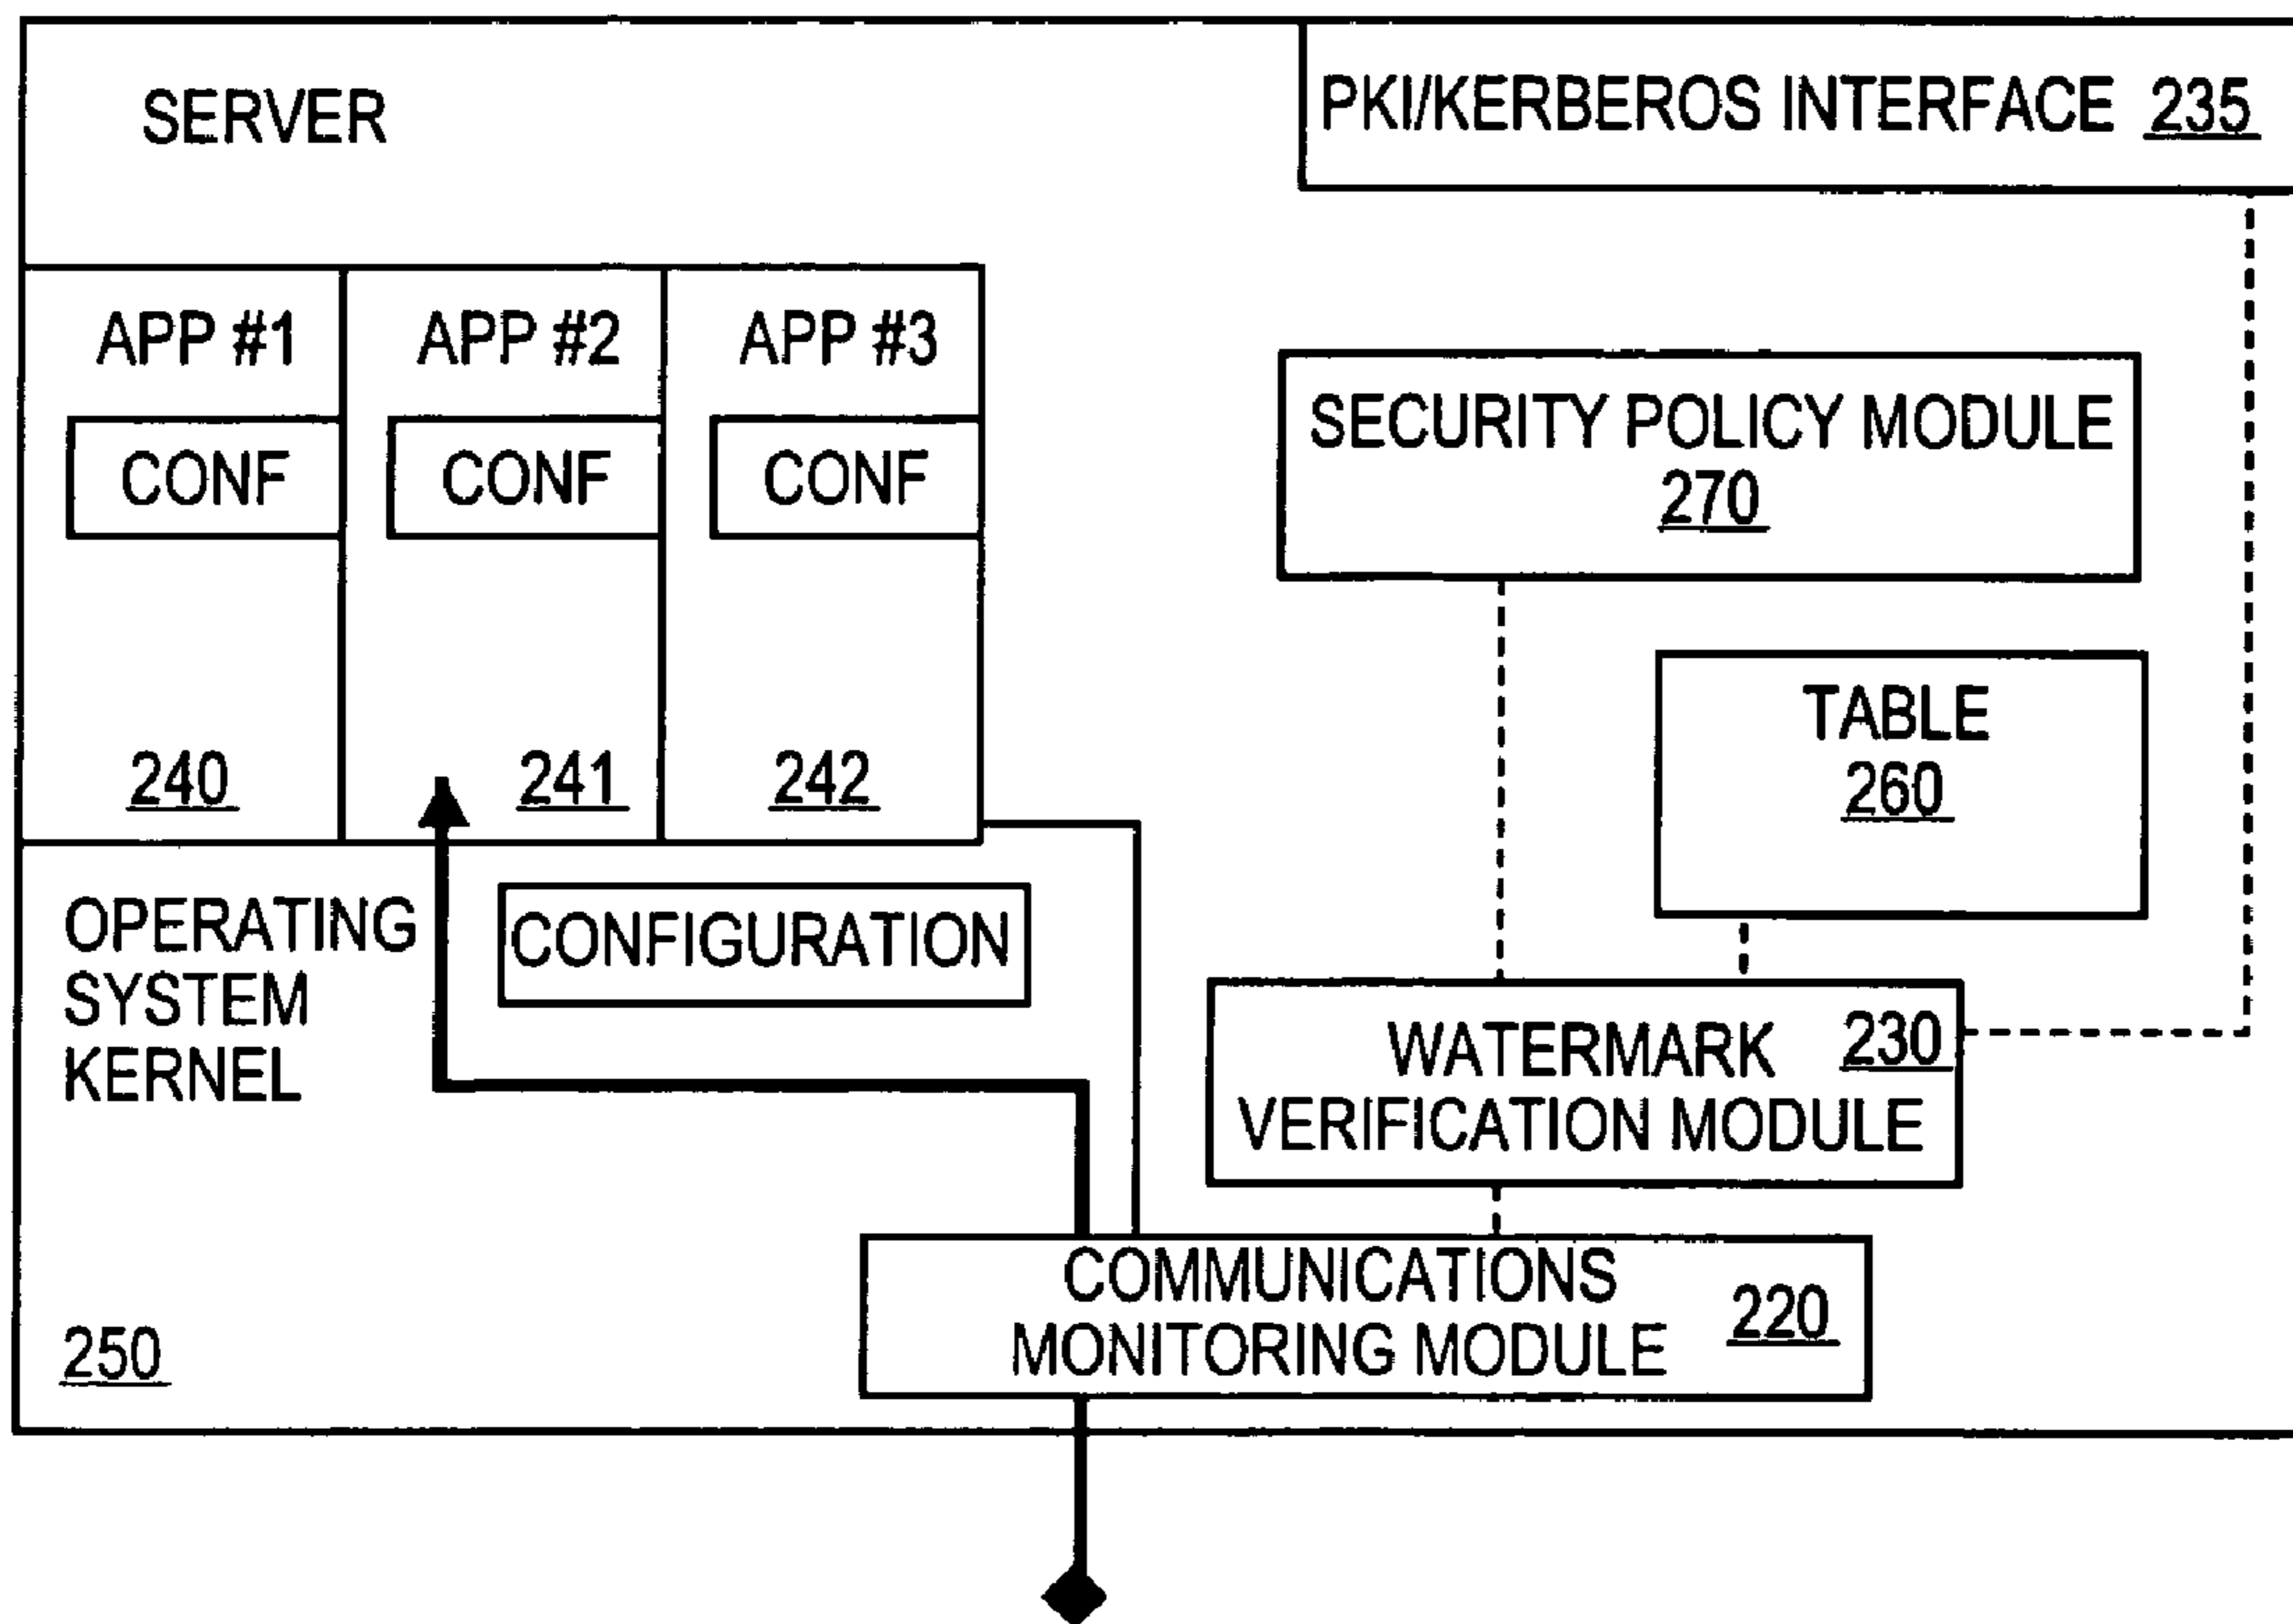 SERVER
PKI/KERBEROS INTERFACE 235
APP #1
APP #2
APP #3
CONF
CONF
CONF
240
241
242
SECURITY POLICY MODULE
270
TABLE
260
OPERATING
SYSTEM
KERNEL
CONFIGURATION
WATERMARK 230
VERIFICATION MODULE
COMMUNICATIONS
MONITORING MODULE 220
250